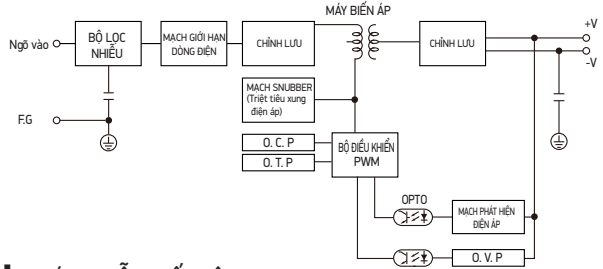 MÁY BIẾN ÁP
+V
Ngõ vào
BỘ LỌC
NHIỄU
MẠCH GIỚI HẠN
DÒNG ĐIỆN
CHỈNH LƯU
CHỈNH LƯU
-V
MẠCH SNUBBER
(Triệt tiêu xung
điện áp)
F.G
O. C. P
O. T. P
BỘ ĐIỀU KHIỂN
PWM
OPTO
MẠCH PHÁT HIỆN
ĐIỆN ÁP
O. V. P